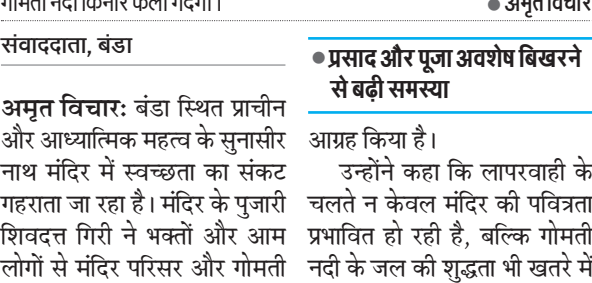 गोमती नदी किनारे फैली गंदगी।
● अमृत विचार
संवाददाता, बंडा
अमृत विचार: बंडा स्थित प्राचीन
और आध्यात्मिक महत्व के सुनासीर
नाथ मंदिर में स्वच्छता का संकट
गहराता जा रहा है। मंदिर के पुजारी
शिवदत्त गिरी ने भक्तों और आम
लोगों से मंदिर परिसर और गोमती
● प्रसाद और पूजा अवशेष बिखरने
से बढ़ी समस्या
आग्रह किया है।
उन्होंने कहा कि लापरवाही के
चलते न केवल मंदिर की पवित्रता
प्रभावित हो रही है, बल्कि गोमती
नदी के जल की शुद्धता भी खतरे में